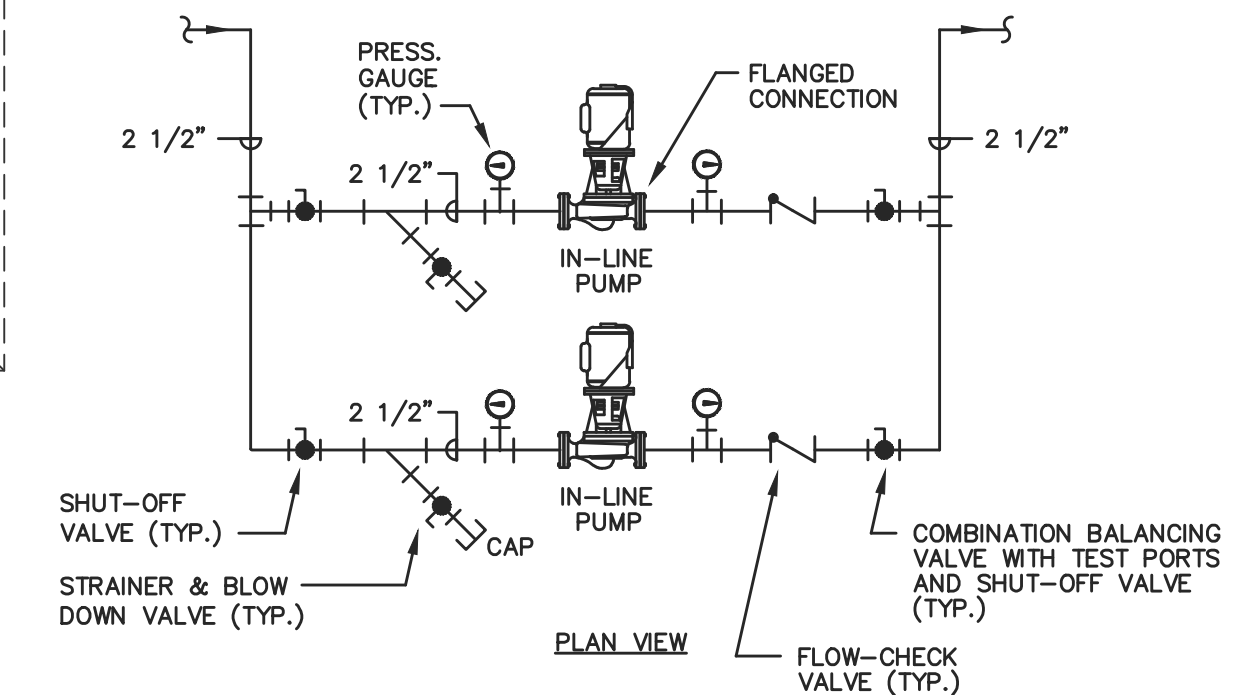 PRESS.
GAUGE
(TYP.)
FLANGED
CONNECTION
2 1/2"
2 1/2"
2 1/2"
IN-LINE
PUMP
2 1/2"
IN-LINE
PUMP
SHUT-OFF
VALVE (TYP.)
CAP
STRAINER & BLOW
DOWN VALVE (TYP.)
COMBINATION BALANCING
VALVE WITH TEST PORTS
AND SHUT-OFF VALVE
(TYP.)
PLAN VIEW
FLOW-CHECK
VALVE (TYP.)